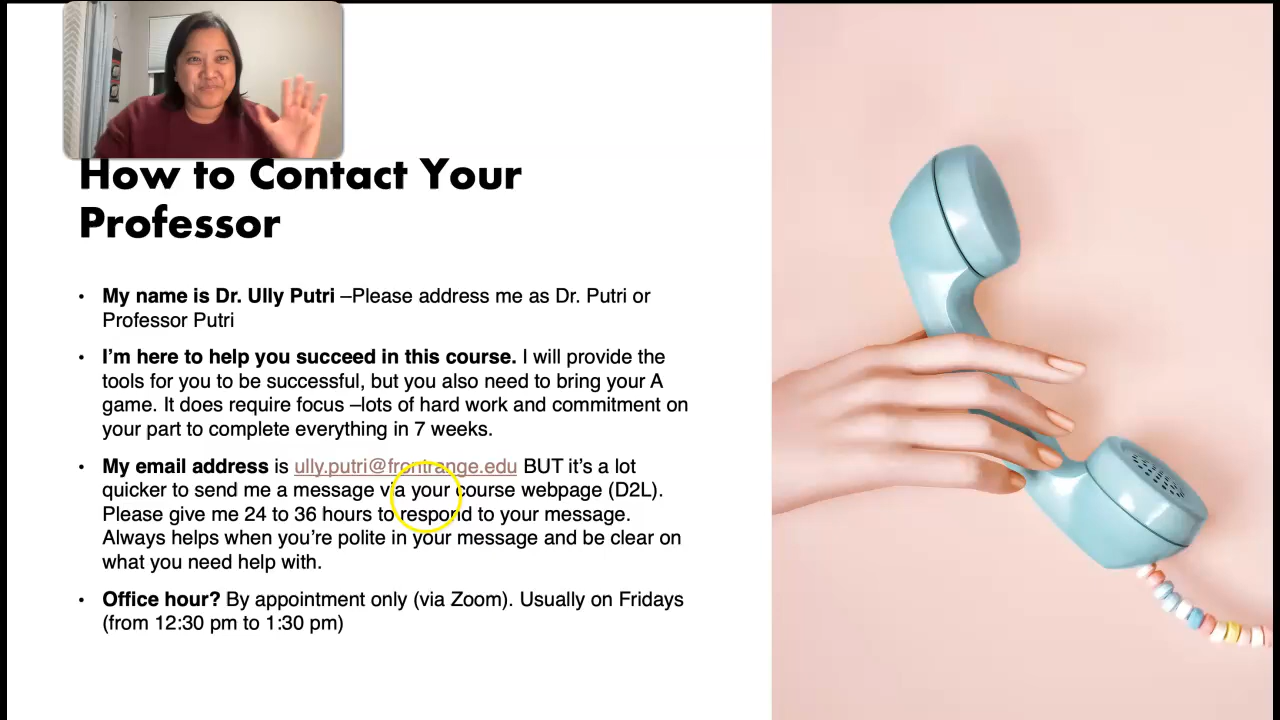 How to Contact Your
Professor
• My name is Dr. Ully Putri –Please address me as Dr. Putri or
Professor Putri
• I’m here to help you succeed in this course. I will provide the
tools for you to be successful, but you also need to bring your A
game. It does require focus –lots of hard work and commitment on
your part to complete everything in 7 weeks.
• My email address is ully.putri@frontrange.edu BUT it’s a lot
quicker to send me a message via your course webpage (D2L).
Please give me 24 to 36 hours to respond to your message.
Always helps when you’re polite in your message and be clear on
what you need help with.
• Office hour? By appointment only (via Zoom). Usually on Fridays
(from 12:30 pm to 1:30 pm)